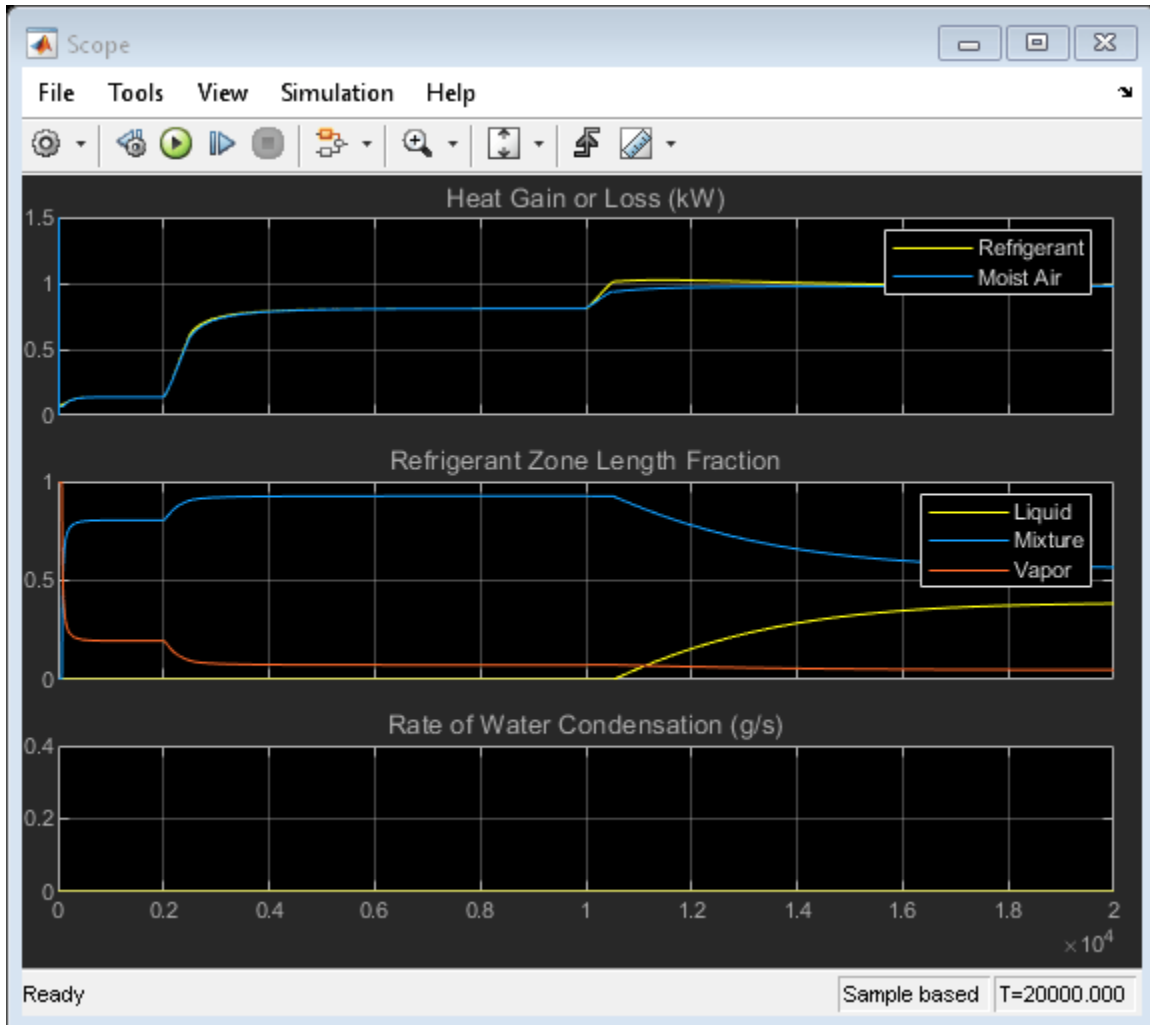 Scope
File Tools View Simulation Help
Heat Gain or Loss (kW)
1.5
1
0.5
0
Refrigerant
Moist Air
Refrigerant Zone Length Fraction
1
0.5
0
Liquid
Mixture
Vapor
Rate of Water Condensation (g/s)
0.4
0.2
0
0 0.2 0.4 0.6 0.8 1 1.2 1.4 1.6 1.8 2
×10⁴
Ready Sample based T=20000.000